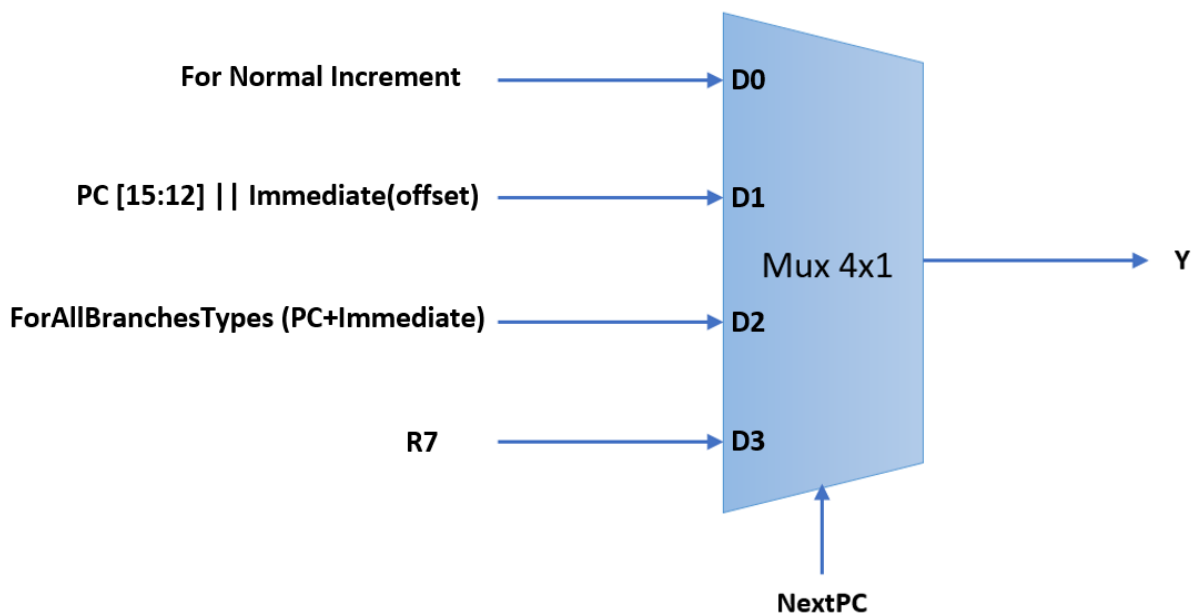 For Normal Increment
D0
PC [15:12] || Immediate(offset)
D1
Mux 4x1
Y
ForAllBranchesTypes (PC+Immediate)
D2
R7
D3
NextPC